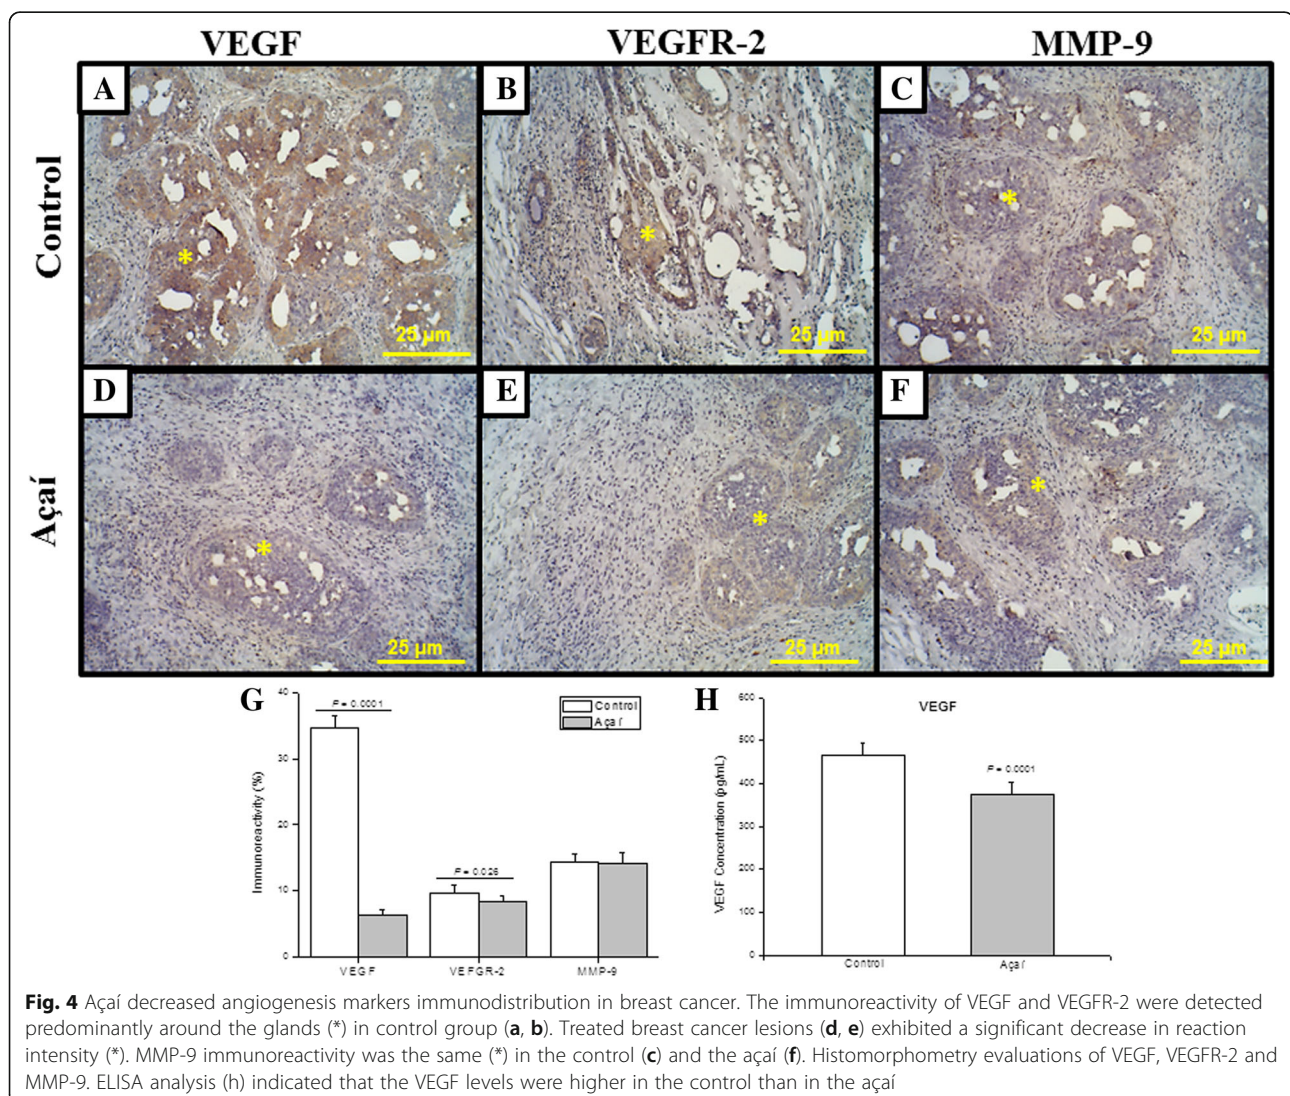 VEGF VEGFR-2 MMP-9
Control
A * 25 µm
B * 25 µm
C * 25 µm
Açaí
D * 25 µm
E * 25 µm
F * 25 µm
G
Immunoreactivity (%)
40
30
20
10
0
P = 0.0001
P = 0.026
Control
Açaí
VEGF VEFGR-2 MMP-9
H
VEGF
VEGF Concentration (pg/mL)
600
500
400
300
200
100
0
P = 0.0001
Control Açaí
Fig. 4 Açaí decreased angiogenesis markers immunodistribution in breast cancer. The immunoreactivity of VEGF and VEGFR-2 were detected
predominantly around the glands (*) in control group (a, b). Treated breast cancer lesions (d, e) exhibited a significant decrease in reaction
intensity (*). MMP-9 immunoreactivity was the same (*) in the control (c) and the açaí (f). Histomorphometry evaluations of VEGF, VEGFR-2 and
MMP-9. ELISA analysis (h) indicated that the VEGF levels were higher in the control than in the açaí